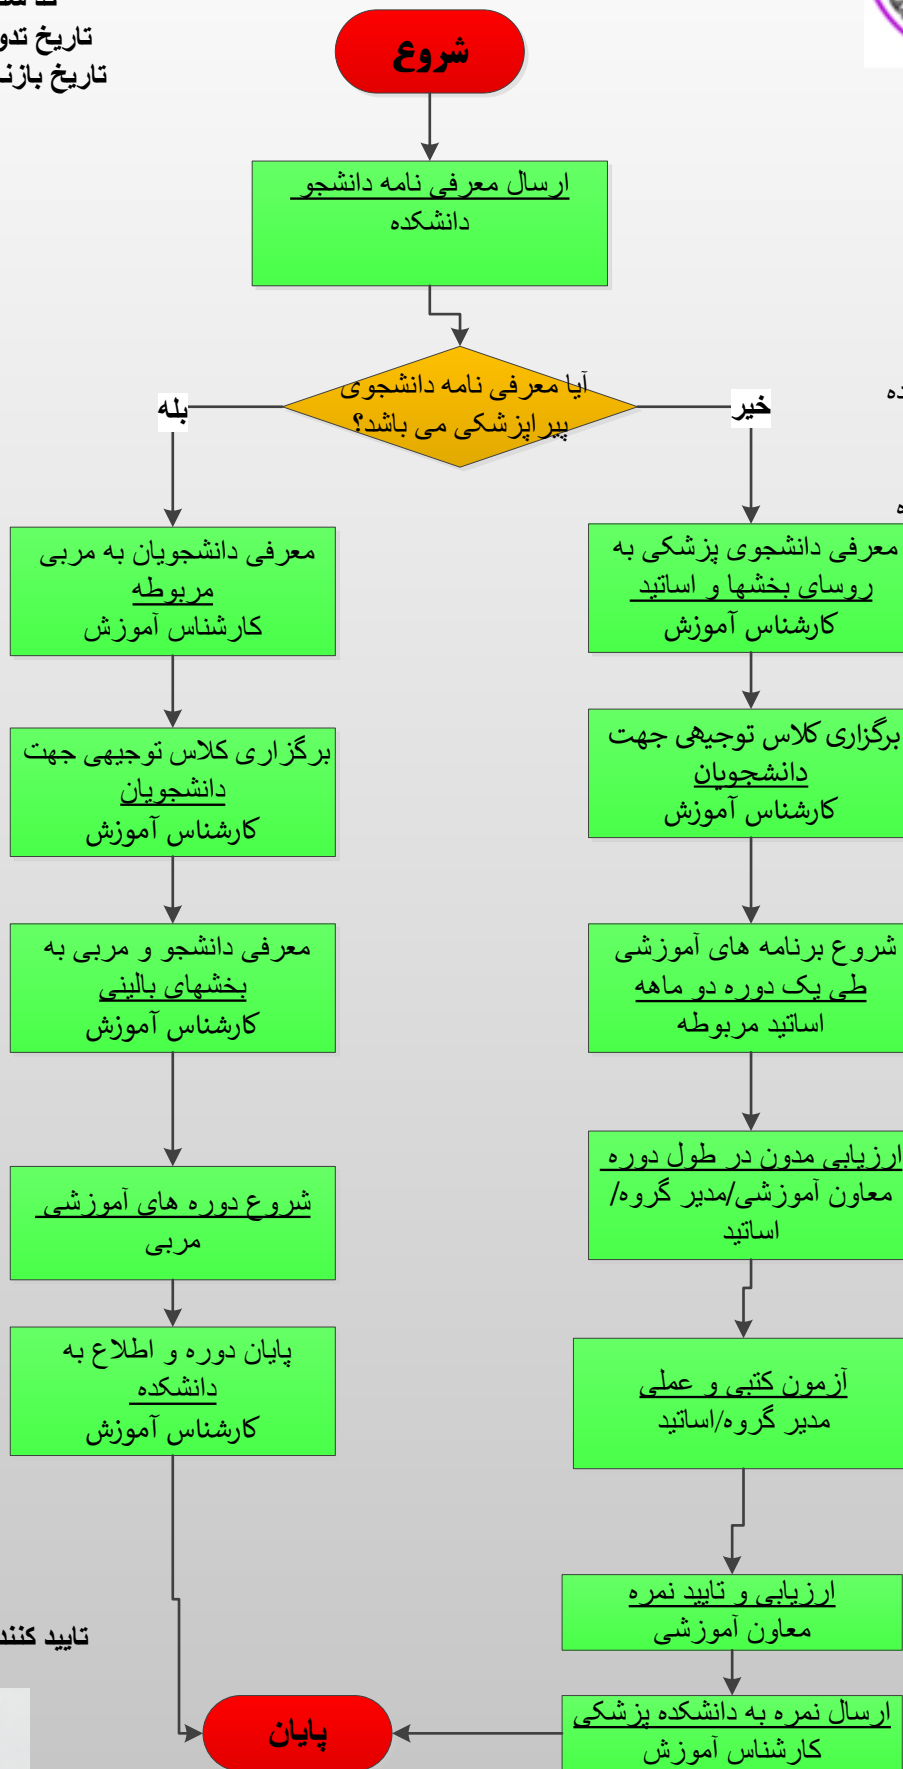 تاریخ
تاریخ
شروع
ارسال معرفی نامه دانشجو
دانشکده
آیا معرفی نامه دانشجوی
پیراپزشکی می باشد؟
خیر
معرفی دانشجوی پزشکی به
روسای بخشها و اساتید
کارشناس آموزش
برگزاری کلاس توجیهی جهت
دانشجویان
کارشناس آموزش
شروع برنامه های آموزشی
طی یک دوره دو ماهه
اساتید مربوطه
ارزیابی مدون در طول دوره
معاون آموزشی/مدیر گروه/
اساتید
آزمون کتبی و عملی
مدیر گروه/اساتید
ارزیابی و تایید نمره
معاون آموزشی
ارسال نمره به دانشکده پزشکی
کارشناس آموزش
بله
معرفی دانشجویان به مربی
مربوطه
کارشناس آموزش
برگزاری کلاس توجیهی جهت
دانشجویان
کارشناس آموزش
معرفی دانشجو و مربی به
بخشهای بالینی
کارشناس آموزش
شروع دوره های آموزشی
مربی
پایان دوره و اطلاع به
دانشکده
کارشناس آموزش
تایید
پایان